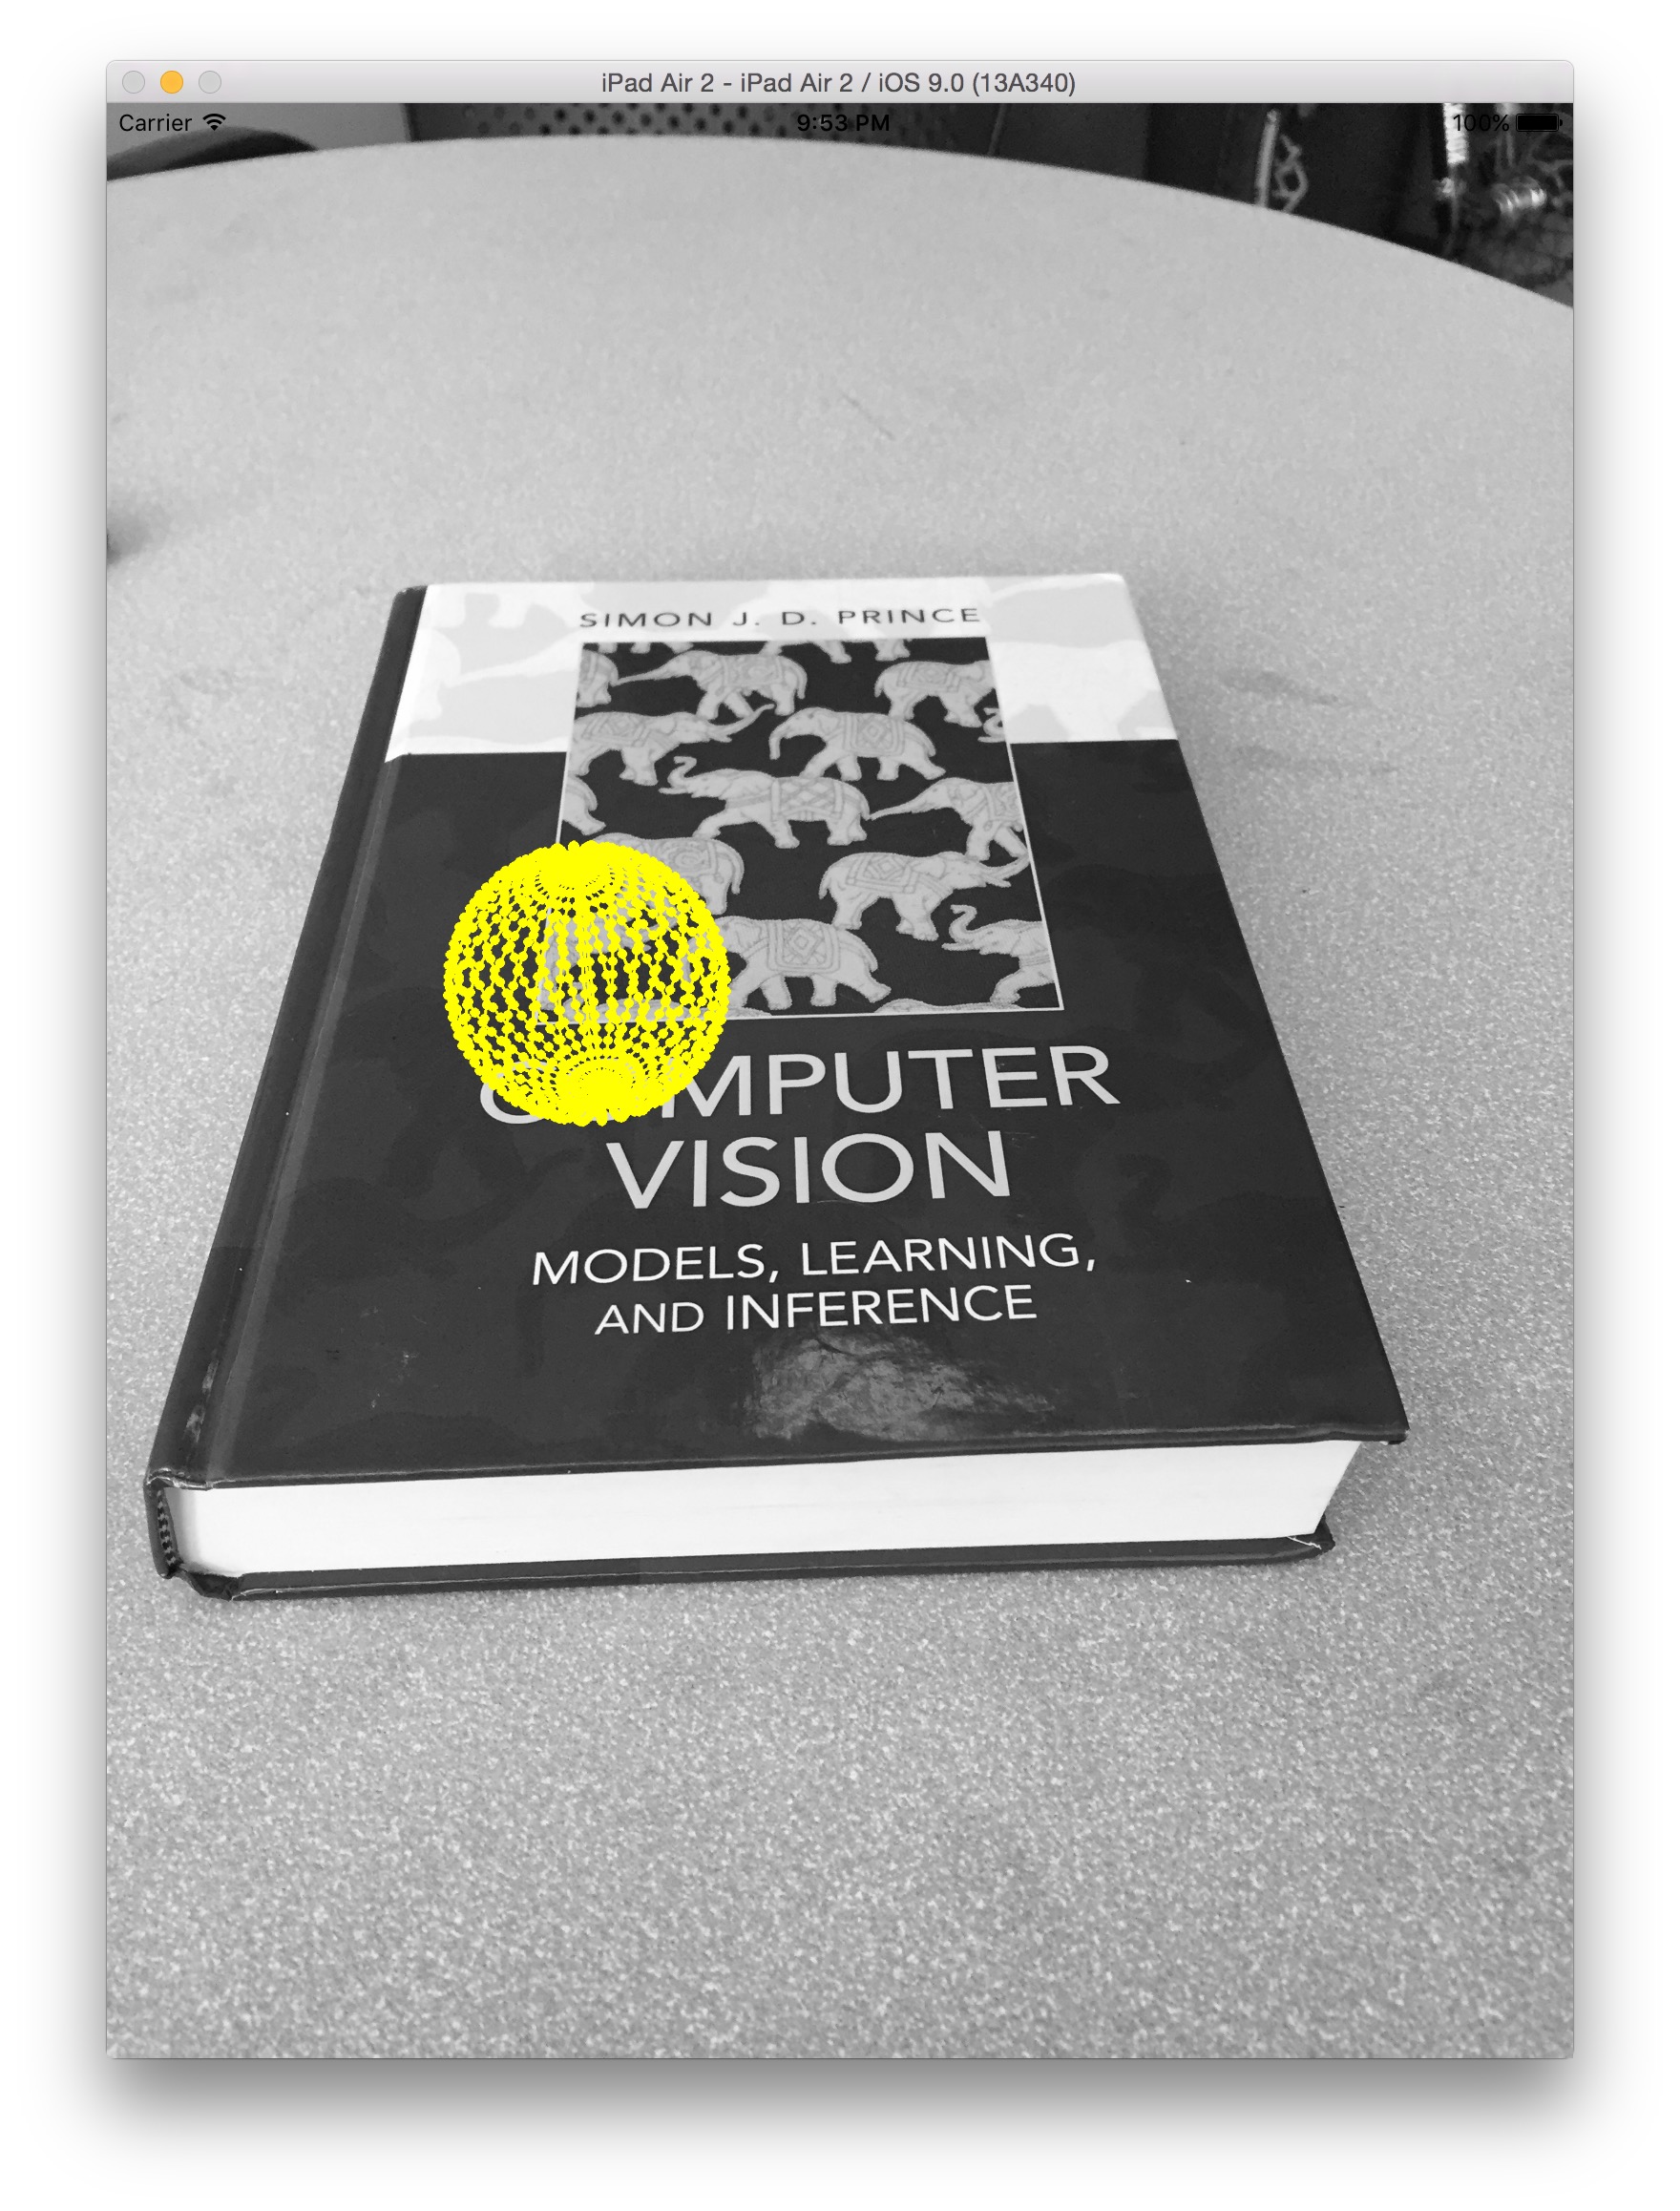 iPad Air 2 - iPad Air 2 / iOS 9.0 (13A340)
Carrier 9:53 PM 100%
SIMON J. D. PRINCE
COMPUTER
VISION
MODELS, LEARNING,
AND INFERENCE